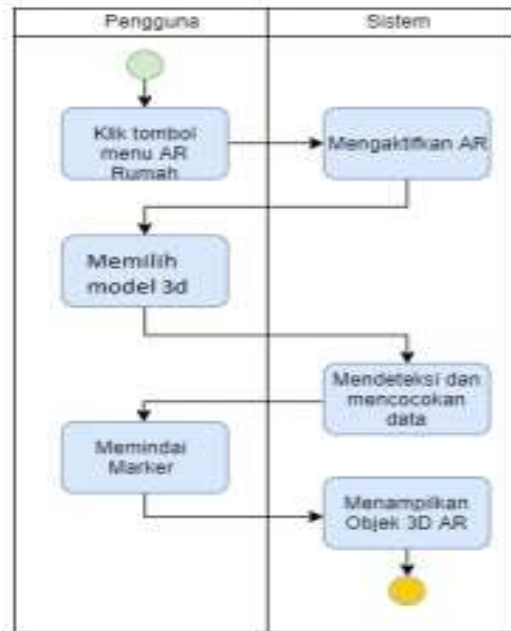 Pengguna
Sistem
Klik tombol
menu AR
Rumah
Mengaktifkan AR
Memilih
model 3d
Mendeteksi dan
mencocokan
data
Memindai
Marker
Menampilkan
Objek 3D AR